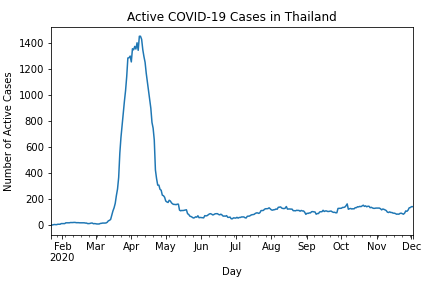 Active COVID-19 Cases in Thailand
Number of Active Cases
1400
1200
1000
800
600
400
200
0
Feb Mar Apr May Jun Jul Aug Sep Oct Nov Dec
2020
Day